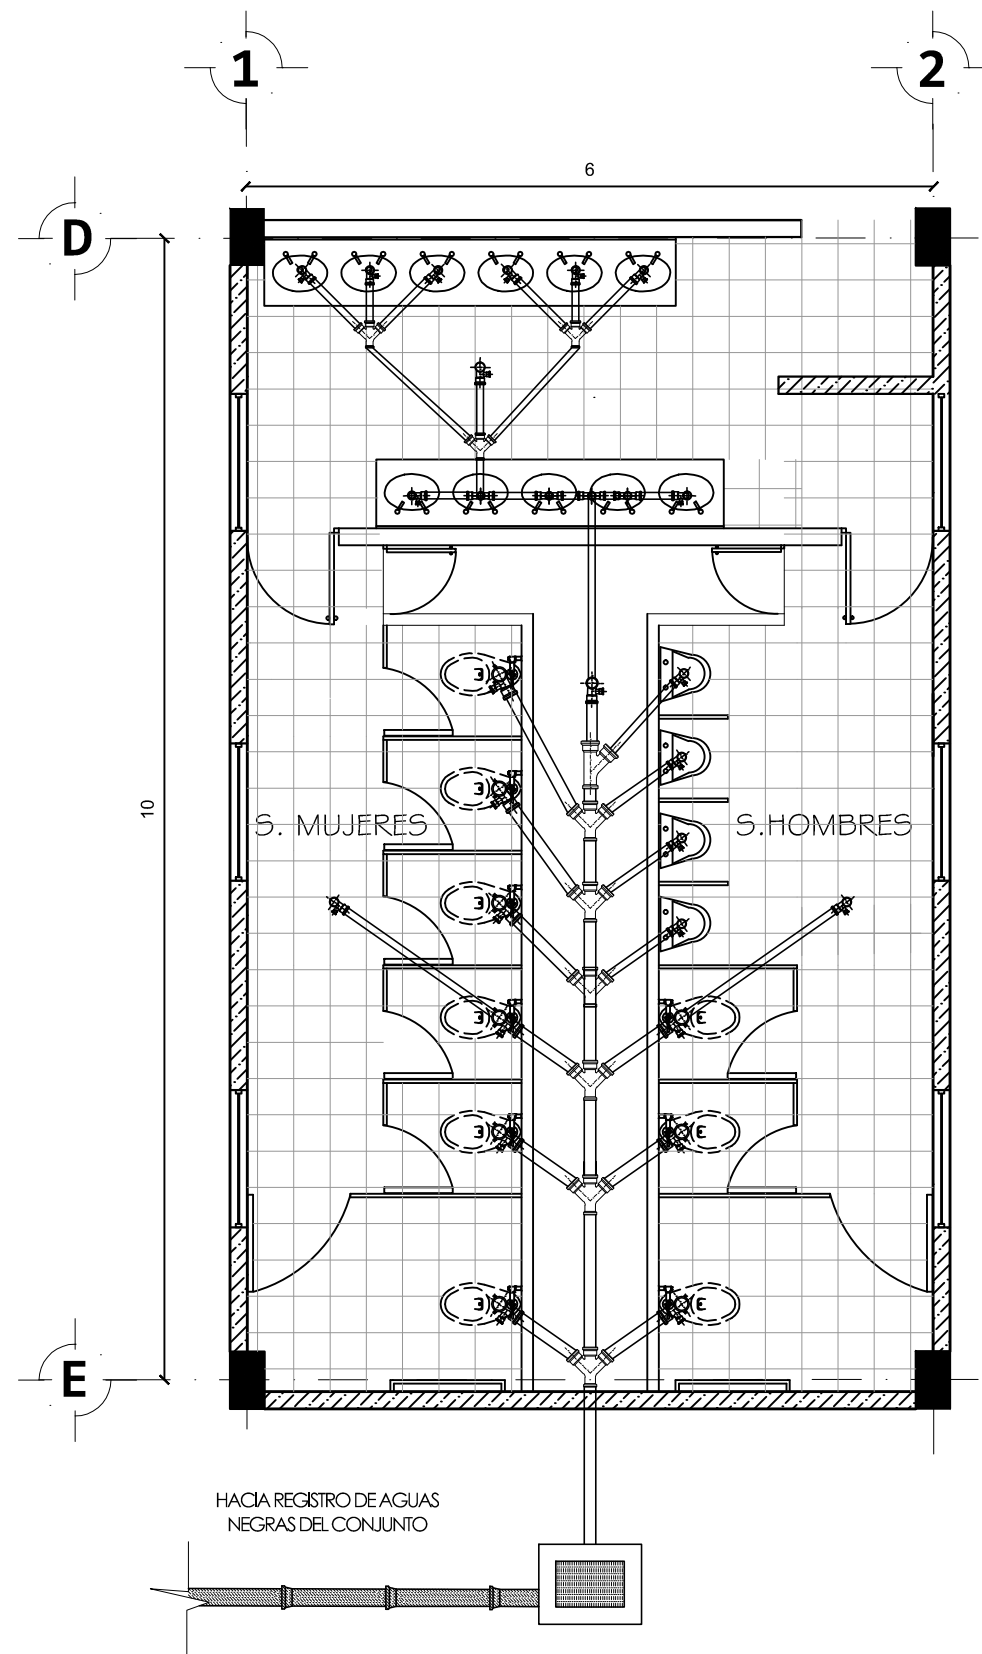 1
2
6
D
10
S. MUJERES
S.HOMBRES
E
HACIA REGISTRO DE AGUAS
NEGRAS DEL CONJUNTO